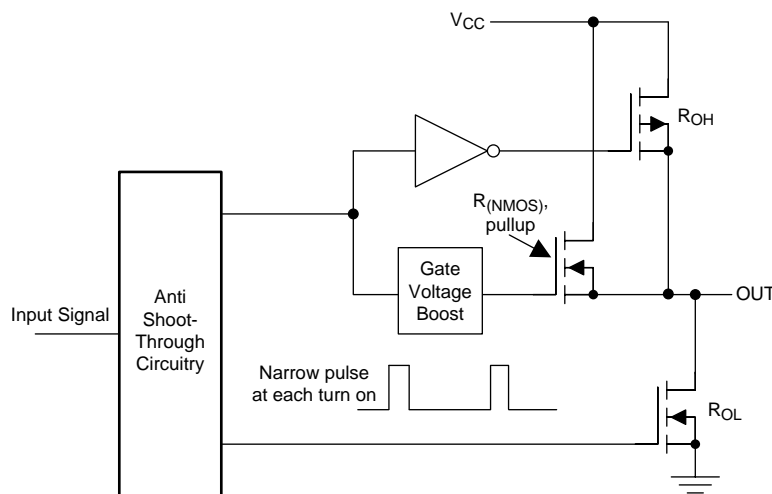 VCC
ROH
R(NMOS),
pullup
Gate
Voltage
Boost
OUT
Input Signal
Anti
Shoot-
Through
Circuitry
Narrow pulse
at each turn on
ROL